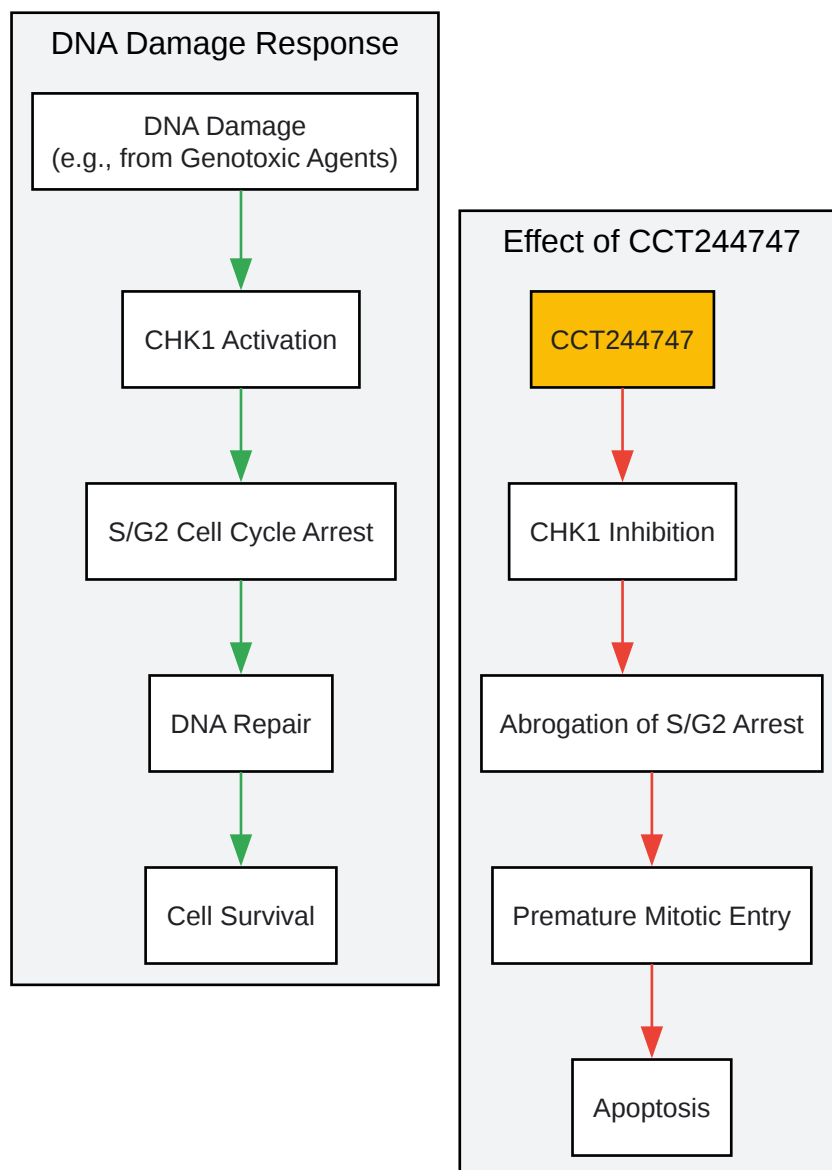 DNA Damage Response
DNA Damage
(e.g., from Genotoxic Agents)
CHK1 Activation
S/G2 Cell Cycle Arrest
DNA Repair
Cell Survival
Effect of CCT244747
CCT244747
CHK1 Inhibition
Abrogation of S/G2 Arrest
Premature Mitotic Entry
Apoptosis